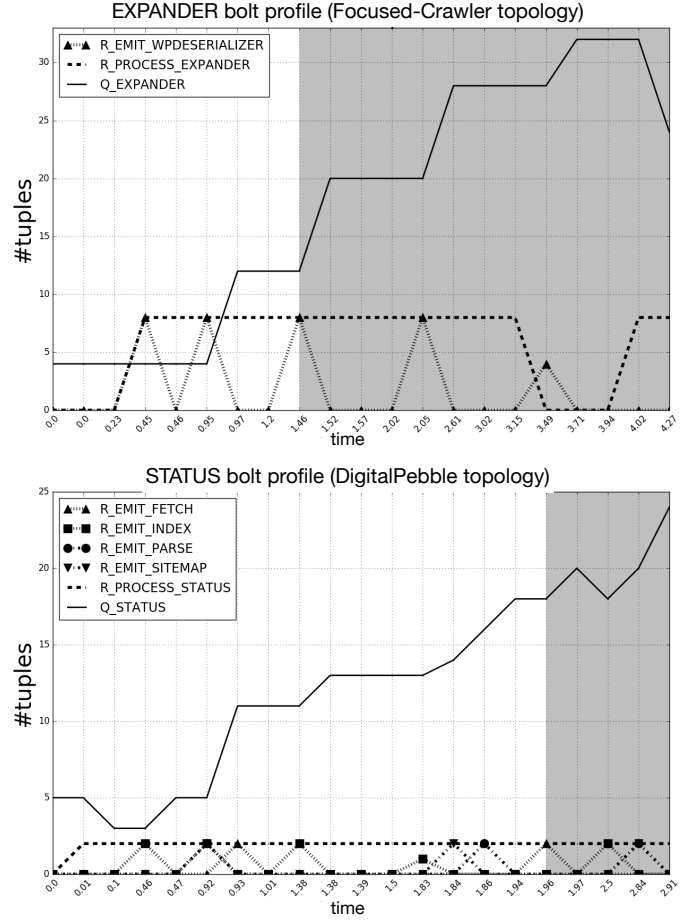 EXPANDER bolt profile (Focused-Crawler topology)
R_EMIT_WPDESERIALIZER
R_PROCESS_EXPANDER
Q_EXPANDER
#tuples
30
25
20
15
10
5
0
0.0 0.0 0.23 0.45 0.46 0.95 0.97 1.2 1.46 1.52 1.57 2.02 2.05 2.61 3.02 3.15 3.49 3.71 3.94 4.02 4.27
time
STATUS bolt profile (DigitalPebble topology)
R_EMIT_FETCH
R_EMIT_INDEX
R_EMIT_PARSE
R_EMIT_SITEMAP
R_PROCESS_STATUS
Q_STATUS
#tuples
25
20
15
10
5
0
0.0 0.01 0.1 0.46 0.47 0.92 0.93 1.01 1.38 1.38 1.39 1.5 1.83 1.84 1.86 1.94 1.96 1.97 2.5 2.84 2.91
time